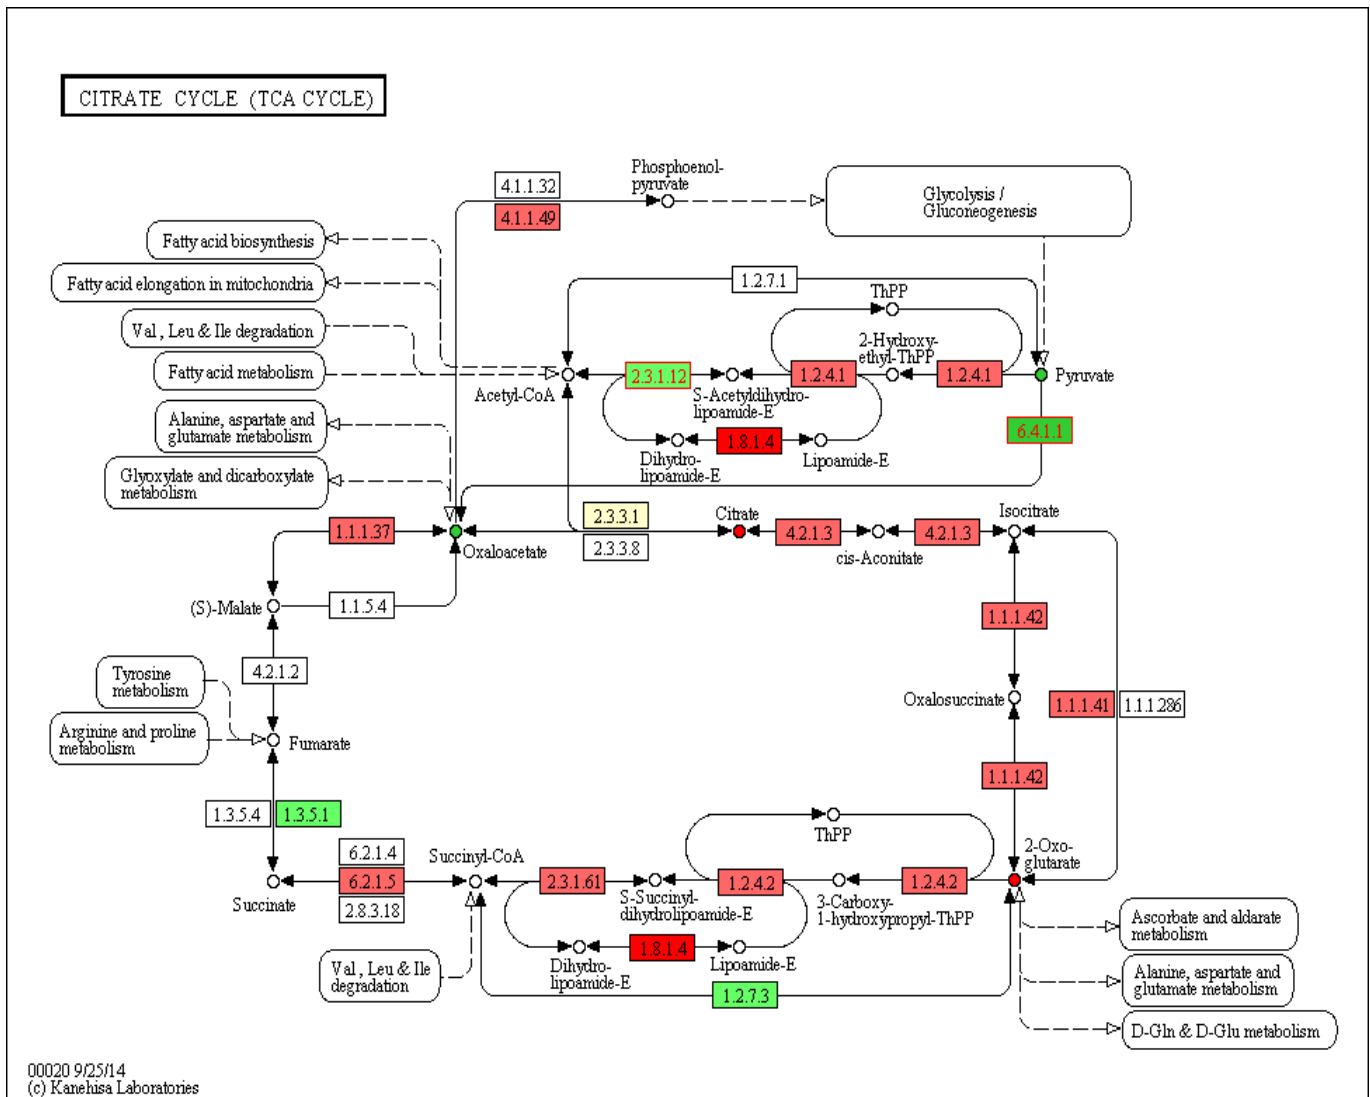 CITRATE CYCLE (TCA CYCLE)
Phosphoenol-
pyruvate
4.1.1.32
4.1.1.49
Glycolysis /
Gluconeogenesis
Fatty acid biosynthesis
Fatty acid elongation in mitochondria
Val , Leu & Ile degradation
Fatty acid metabolism
Alanine, aspartate and
glutamate metabolism
Glyoxylate and dicarboxylate
metabolism
1.2.7.1
ThPP
2-Hydroxy-
ethyl-ThPP
Acetyl-CoA
2.3.1.12
S-Acetyldihydro-
lipoamide-E
1.2.4.1
1.2.4.1
Pyruvate
Dihydro-
lipoamide-E
1.8.1.4
Lipoamide-E
6.4.1.1
1.1.1.37
Oxaloacetate
2.3.3.1
2.3.3.8
Citrate
4.2.1.3
cis-Aconitate
4.2.1.3
Isocitrate
(S)-Malate
1.1.5.4
1.1.1.42
4.2.1.2
Tyrosine
metabolism
Arginine and proline
metabolism
Fumarate
Oxalosuccinate
1.1.1.41
1.1.1.286
1.1.1.42
1.3.5.4
1.3.5.1
6.2.1.4
6.2.1.5
2.8.3.18
Succinate
Succinyl-CoA
2.3.1.61
S-Succinyl-
dihydrolipoamide-E
ThPP
1.2.4.2
3-Carboxy-
1-hydroxypropyl-ThPP
1.2.4.2
2-Oxo-
glutarate
Val , Leu & Ile
degradation
Dihydro-
lipoamide-E
1.8.1.4
Lipoamide-E
1.2.7.3
Ascorbate and aldarate
metabolism
Alanine, aspartate and
glutamate metabolism
D-Gln & D-Glu metabolism
00020 9/25/14
(c) Kanehisa Laboratories